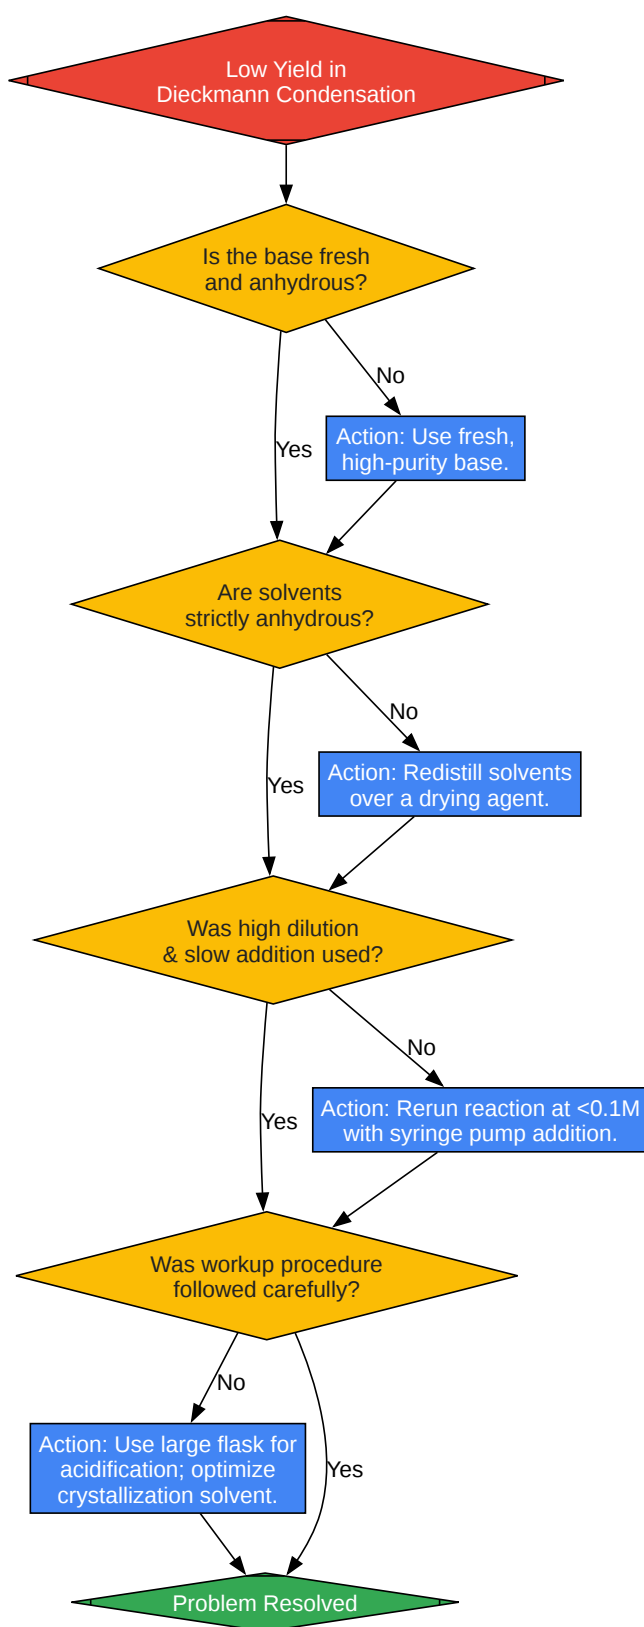 Low Yield in
Dieckmann Condensation
Is the base fresh
and anhydrous?
No
Yes
Action: Use fresh,
high-purity base.
Are solvents
strictly anhydrous?
No
Yes
Action: Redistill solvents
over a drying agent.
Was high dilution
& slow addition used?
No
Yes
Action: Rerun reaction at <0.1M
with syringe pump addition.
Was workup procedure
followed carefully?
No
Action: Use large flask for
acidification; optimize
crystallization solvent.
Yes
Problem Resolved